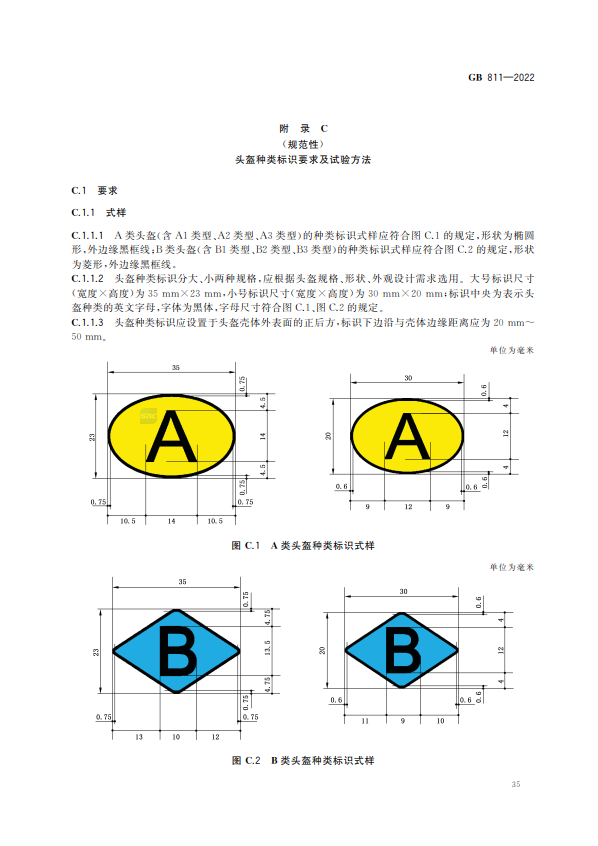 GB 811—2022
附 录 C
(规范性)
头盔种类标识要求及试验方法
C.1 要求
C.1.1 式样
C.1.1.1 A类头盔(含A1类型、A2类型、A3类型)的种类标识式样应符合图C.1的规定,形状为椭圆
形,外边缘黑框线;B类头盔(含B1类型、B2类型、B3类型)的种类标识式样应符合图C.2的规定,形状
为菱形,外边缘黑框线。
C.1.1.2 头盔种类标识分大、小两种规格,应根据头盔规格、形状、外观设计需求选用。大号标识尺寸
(宽度×高度)为35 mm×23 mm,小号标识尺寸(宽度×高度)为30 mm×20 mm;标识中央为表示头
盔种类的英文字母,字体为黑体,字母尺寸符合图C.1、图C.2的规定。
C.1.1.3 头盔种类标识应设置于头盔壳体外表面的正后方,标识下边沿与壳体边缘距离应为20 mm~
50 mm。
单位为毫米
35
0.75
4.5
23
A
14
4.5
0.75
0.75
0.75
10.5
14
10.5
30
0.6
4
20
A
12
4
0.6
0.6
0.6
9
12
9
图 C.1 A类头盔种类标识式样
单位为毫米
35
0.75
4.75
23
B
13.5
4.75
0.75
0.75
0.75
13
10
12
30
0.6
4
20
B
12
4
0.6
0.6
0.6
11
9
10
图 C.2 B类头盔种类标识式样
35